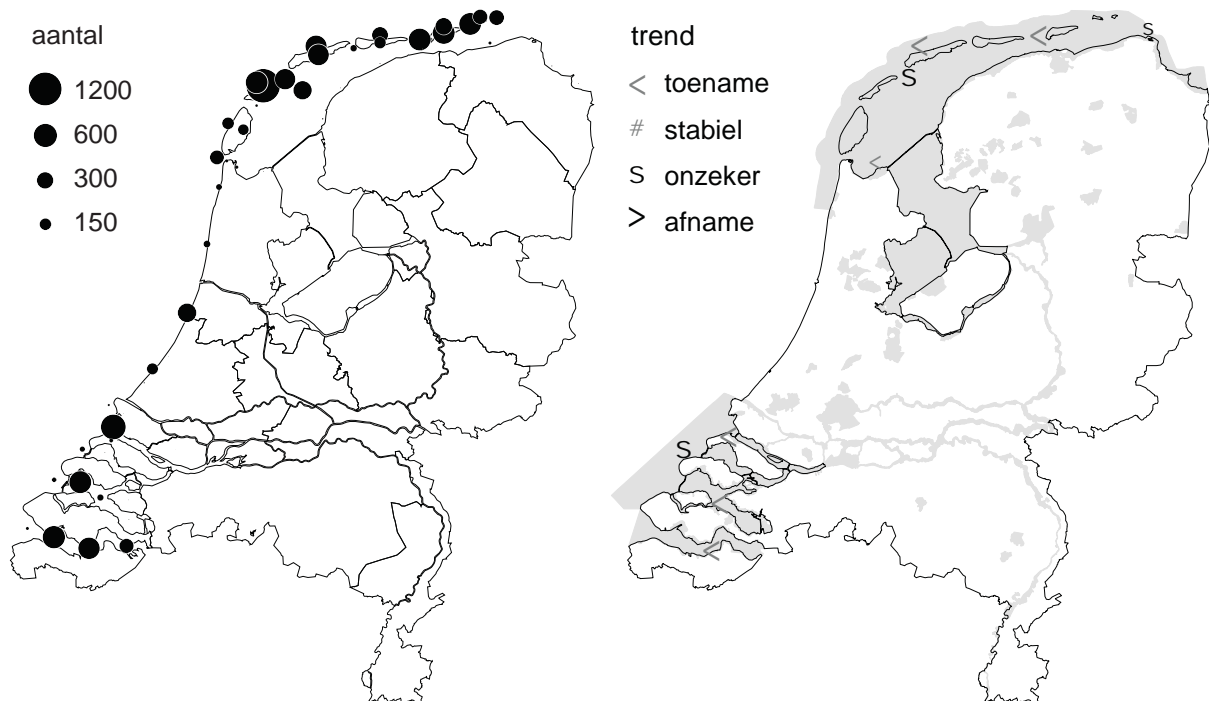 aantal
1200
600
300
150
trend
< toename
# stabiel
S onzeker
> afname
<
<
S
S
<
<
S
<
<